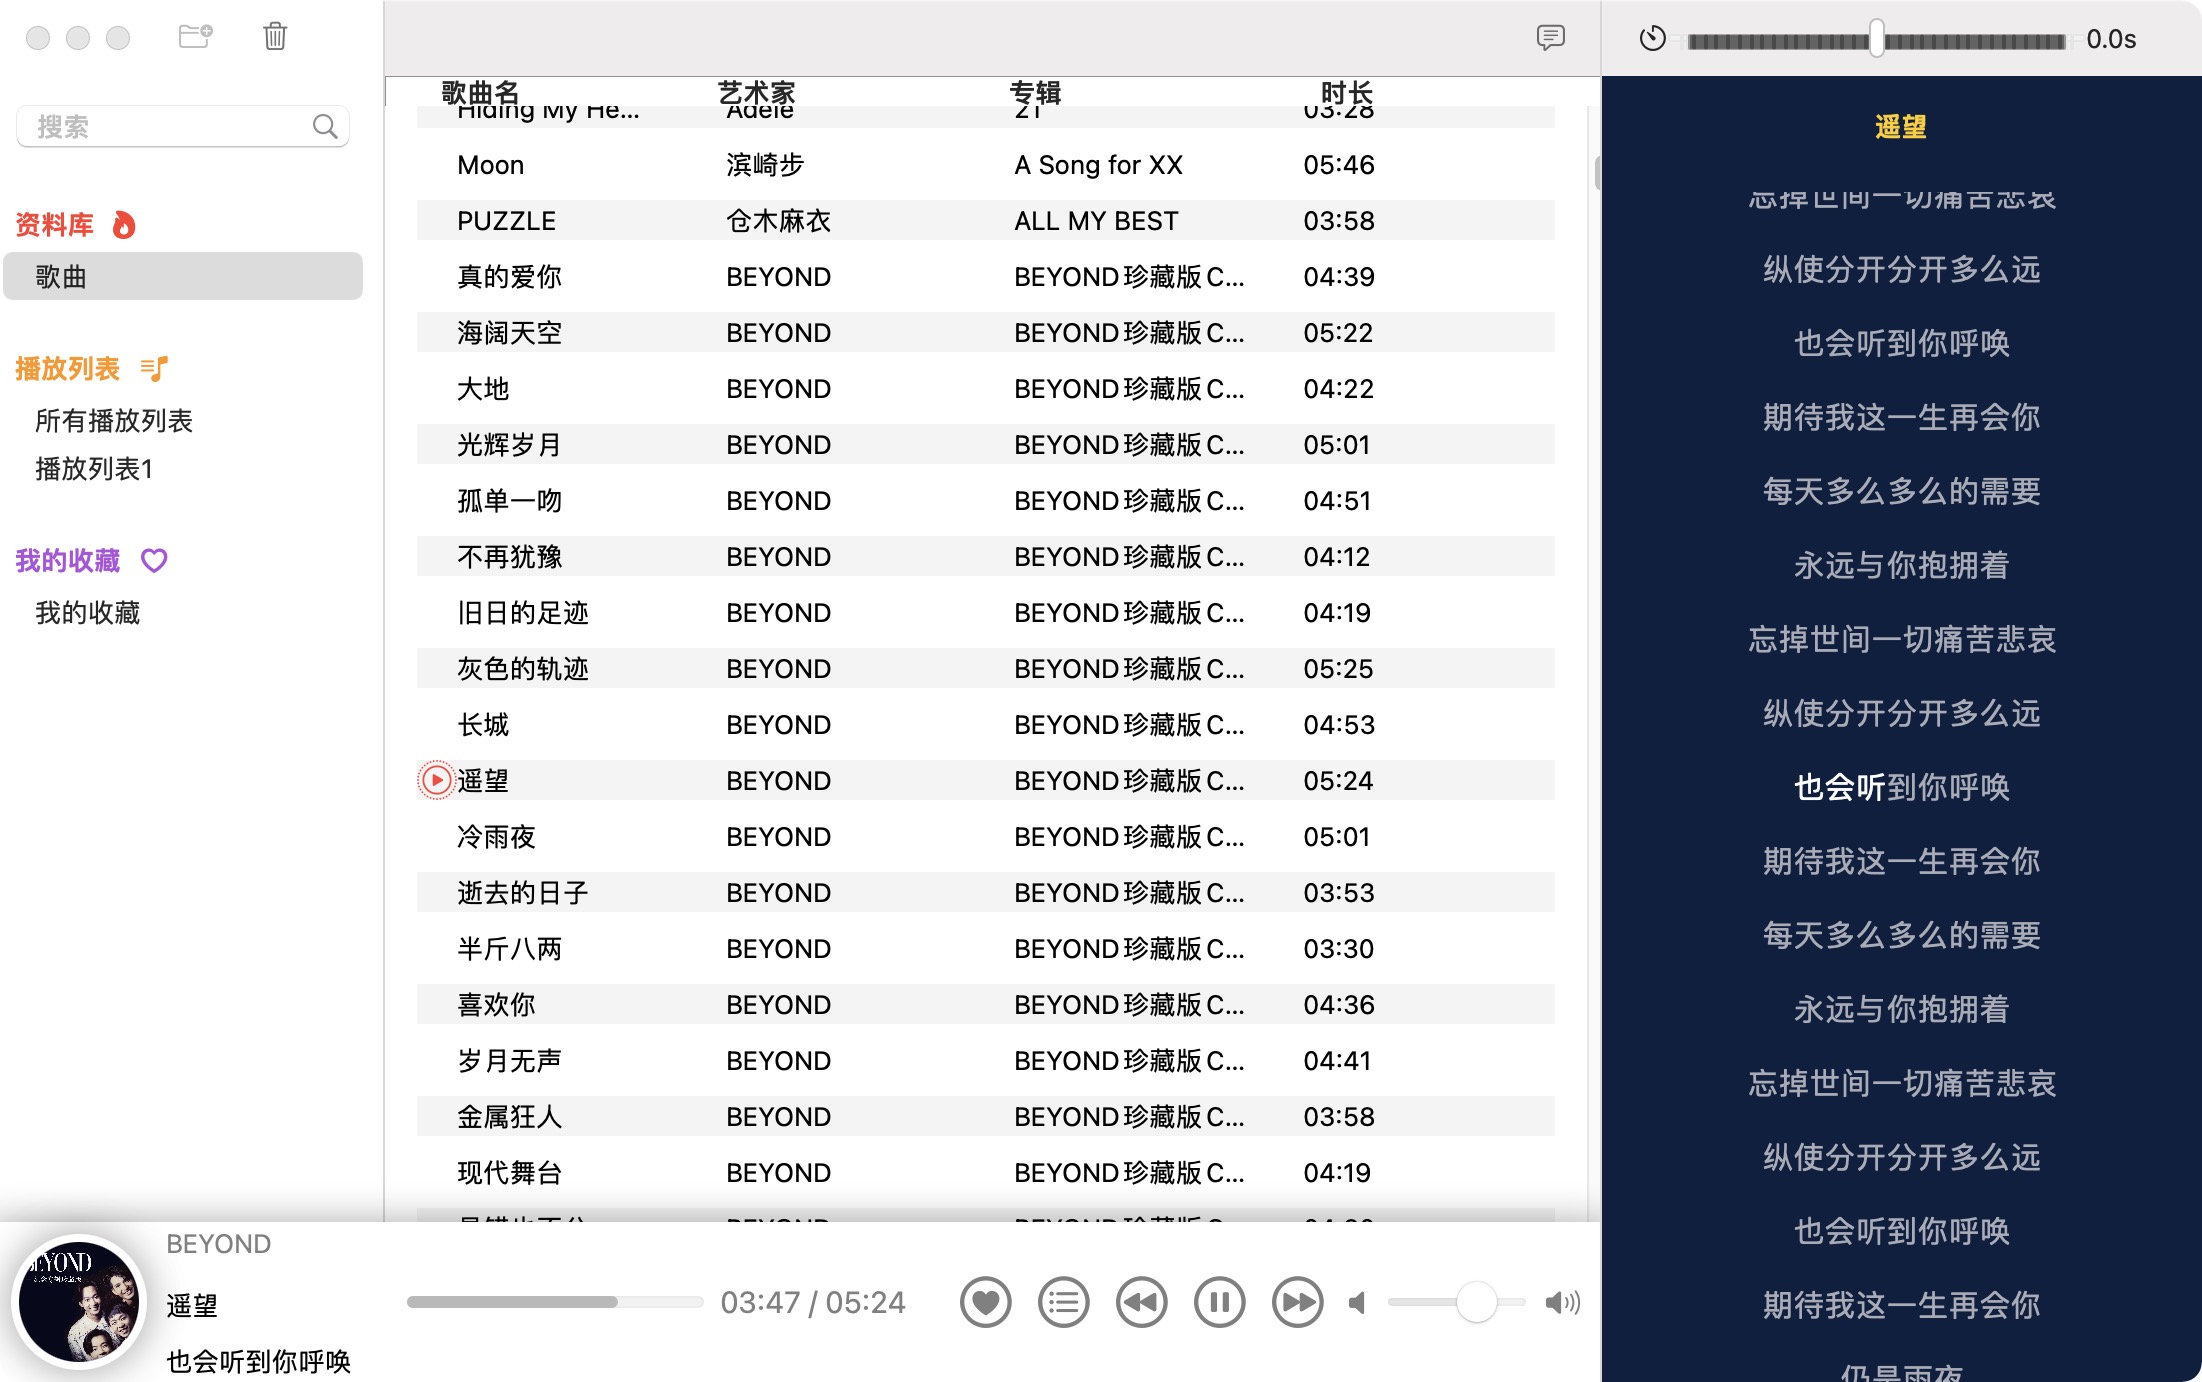 搜索
资料库
歌曲
播放列表
所有播放列表
播放列表1
我的收藏
我的收藏
歌曲名 艺术家 专辑 时长
Hiding My He... Adele 21 03:28
Moon 滨崎步 A Song for XX 05:46
PUZZLE 仓木麻衣 ALL MY BEST 03:58
真的爱你 BEYOND BEYOND珍藏版C... 04:39
海阔天空 BEYOND BEYOND珍藏版C... 05:22
大地 BEYOND BEYOND珍藏版C... 04:22
光辉岁月 BEYOND BEYOND珍藏版C... 05:01
孤单一吻 BEYOND BEYOND珍藏版C... 04:51
不再犹豫 BEYOND BEYOND珍藏版C... 04:12
旧日的足迹 BEYOND BEYOND珍藏版C... 04:19
灰色的轨迹 BEYOND BEYOND珍藏版C... 05:25
长城 BEYOND BEYOND珍藏版C... 04:53
遥望 BEYOND BEYOND珍藏版C... 05:24
冷雨夜 BEYOND BEYOND珍藏版C... 05:01
逝去的日子 BEYOND BEYOND珍藏版C... 03:53
半斤八两 BEYOND BEYOND珍藏版C... 03:30
喜欢你 BEYOND BEYOND珍藏版C... 04:36
岁月无声 BEYOND BEYOND珍藏版C... 04:41
金属狂人 BEYOND BEYOND珍藏版C... 03:58
现代舞台 BEYOND BEYOND珍藏版C... 04:19
BEYOND BEYOND珍藏版C...
0.0s
遥望
忘掉世间一切痛苦悲哀
纵使分开分开多么远
也会听到你呼唤
期待我这一生再会你
每天多么多么的需要
永远与你抱拥着
忘掉世间一切痛苦悲哀
纵使分开分开多么远
也会听到你呼唤
期待我这一生再会你
每天多么多么的需要
永远与你抱拥着
忘掉世间一切痛苦悲哀
纵使分开分开多么远
也会听到你呼唤
期待我这一生再会你
仍是雨夜
BEYOND
BEYOND
遥望
也会听到你呼唤
03:47 / 05:24